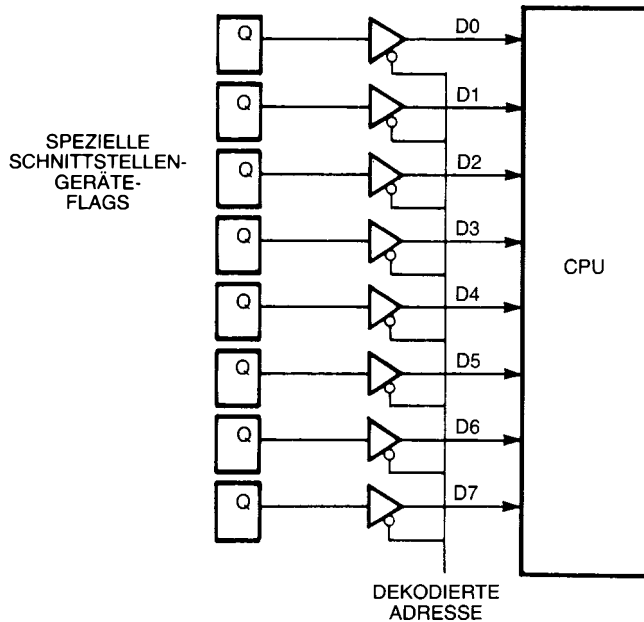 Q
D0
Q
D1
SPEZIELLE
SCHNITTSTELLEN-
GERÄTE-
FLAGS
Q
D2
Q
D3
CPU
Q
D4
Q
D5
Q
D6
Q
D7
DEKODIERTE
ADRESSE